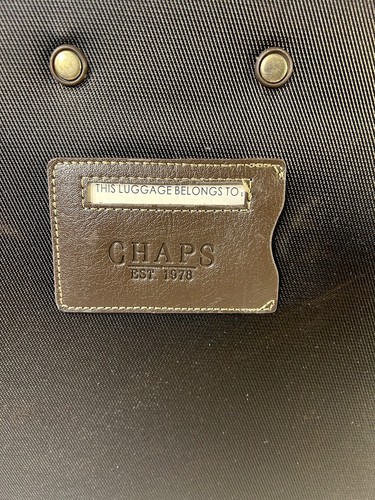 THIS LUGGAGE BELONGS TO:
CHAPS
EST. 1978